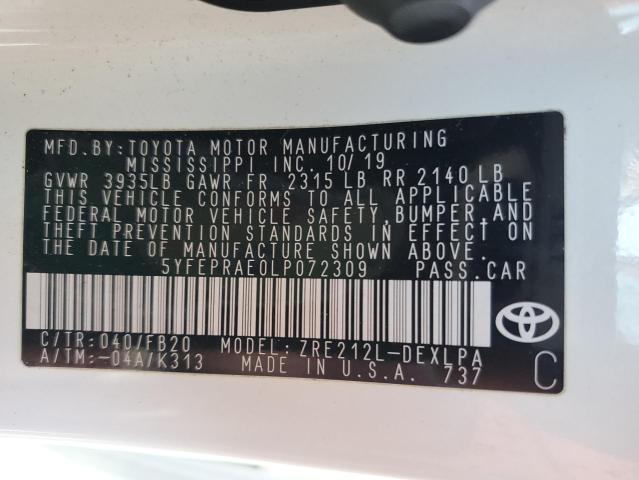 MFD. BY: TOYOTA MOTOR MANUFACTURING
MISSISSIPPI INC. 10/19
GVWR 3935LB GAWR FR 2315 LB RR 2140 LB
THIS VEHICLE CONFORMS TO ALL APPLICABLE
FEDERAL MOTOR VEHICLE SAFETY, BUMPER, AND
THEFT PREVENTION STANDARDS IN EFFECT ON
THE DATE OF MANUFACTURE SHOWN ABOVE.
5YFEPRAE0LP072309 PASS. CAR
C/TR: 040/FB20 MODEL: ZRE212L-DEXLPA
A/TM:-04A/K313 MADE IN U.S.A. 737
C